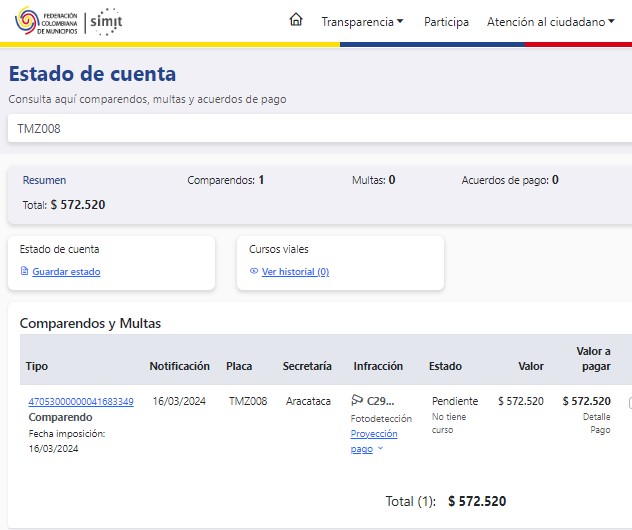 FEDERACIÓN
COLOMBIANA
DE MUNICIPIOS
simit
Transparencia Participa Atención al ciudadano
Estado de cuenta
Consulta aquí comparendos, multas y acuerdos de pago
TMZ008
Resumen Comparendos: 1 Multas: 0 Acuerdos de pago: 0
Total: $ 572.520
Estado de cuenta
Guardar estado
Cursos viales
Ver historial (0)
Comparendos y Multas
Tipo Notificación Placa Secretaría Infracción Estado Valor Valor a pagar
47053000000041683349 16/03/2024 TMZ008 Aracataca C29... Pendiente $ 572.520 $ 572.520
Comparendo Fotodetección No tiene curso Detalle Pago
Fecha imposición: Proyección pago
16/03/2024
Total (1): $ 572.520